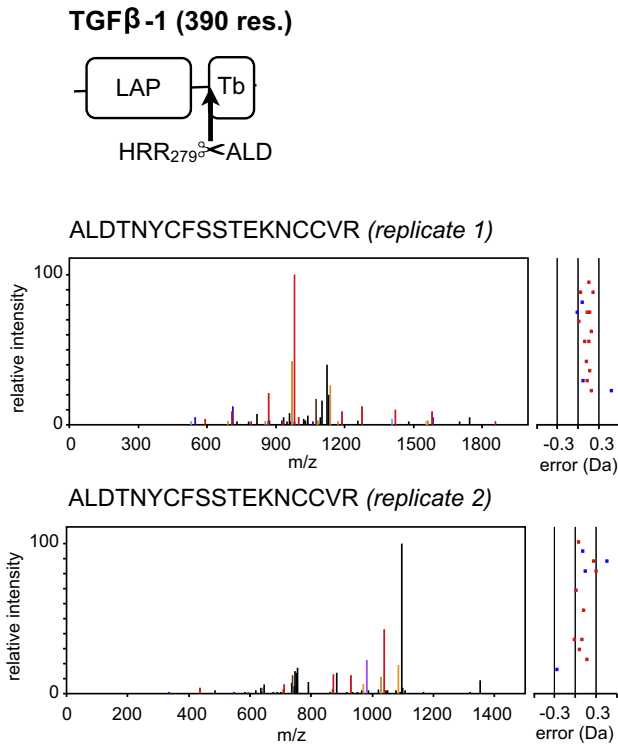 TGFβ-1 (390 res.)
LAP
Tb
HRR279✂ALD
ALDTNYCFSSTEKNCCVR (replicate 1)
relative intensity
100
0
0 300 600 900 1200 1500 1800
m/z
-0.3 0.3
error (Da)
ALDTNYCFSSTEKNCCVR (replicate 2)
relative intensity
100
0
0 200 400 600 800 1000 1200 1400
m/z
-0.3 0.3
error (Da)